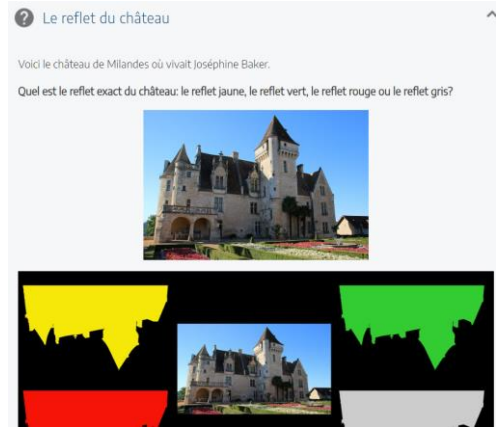 Le reflet du château
Voici le château de Milandes où vivait Joséphine Baker.
Quel est le reflet exact du château: le reflet jaune, le reflet vert, le reflet rouge ou le reflet gris?